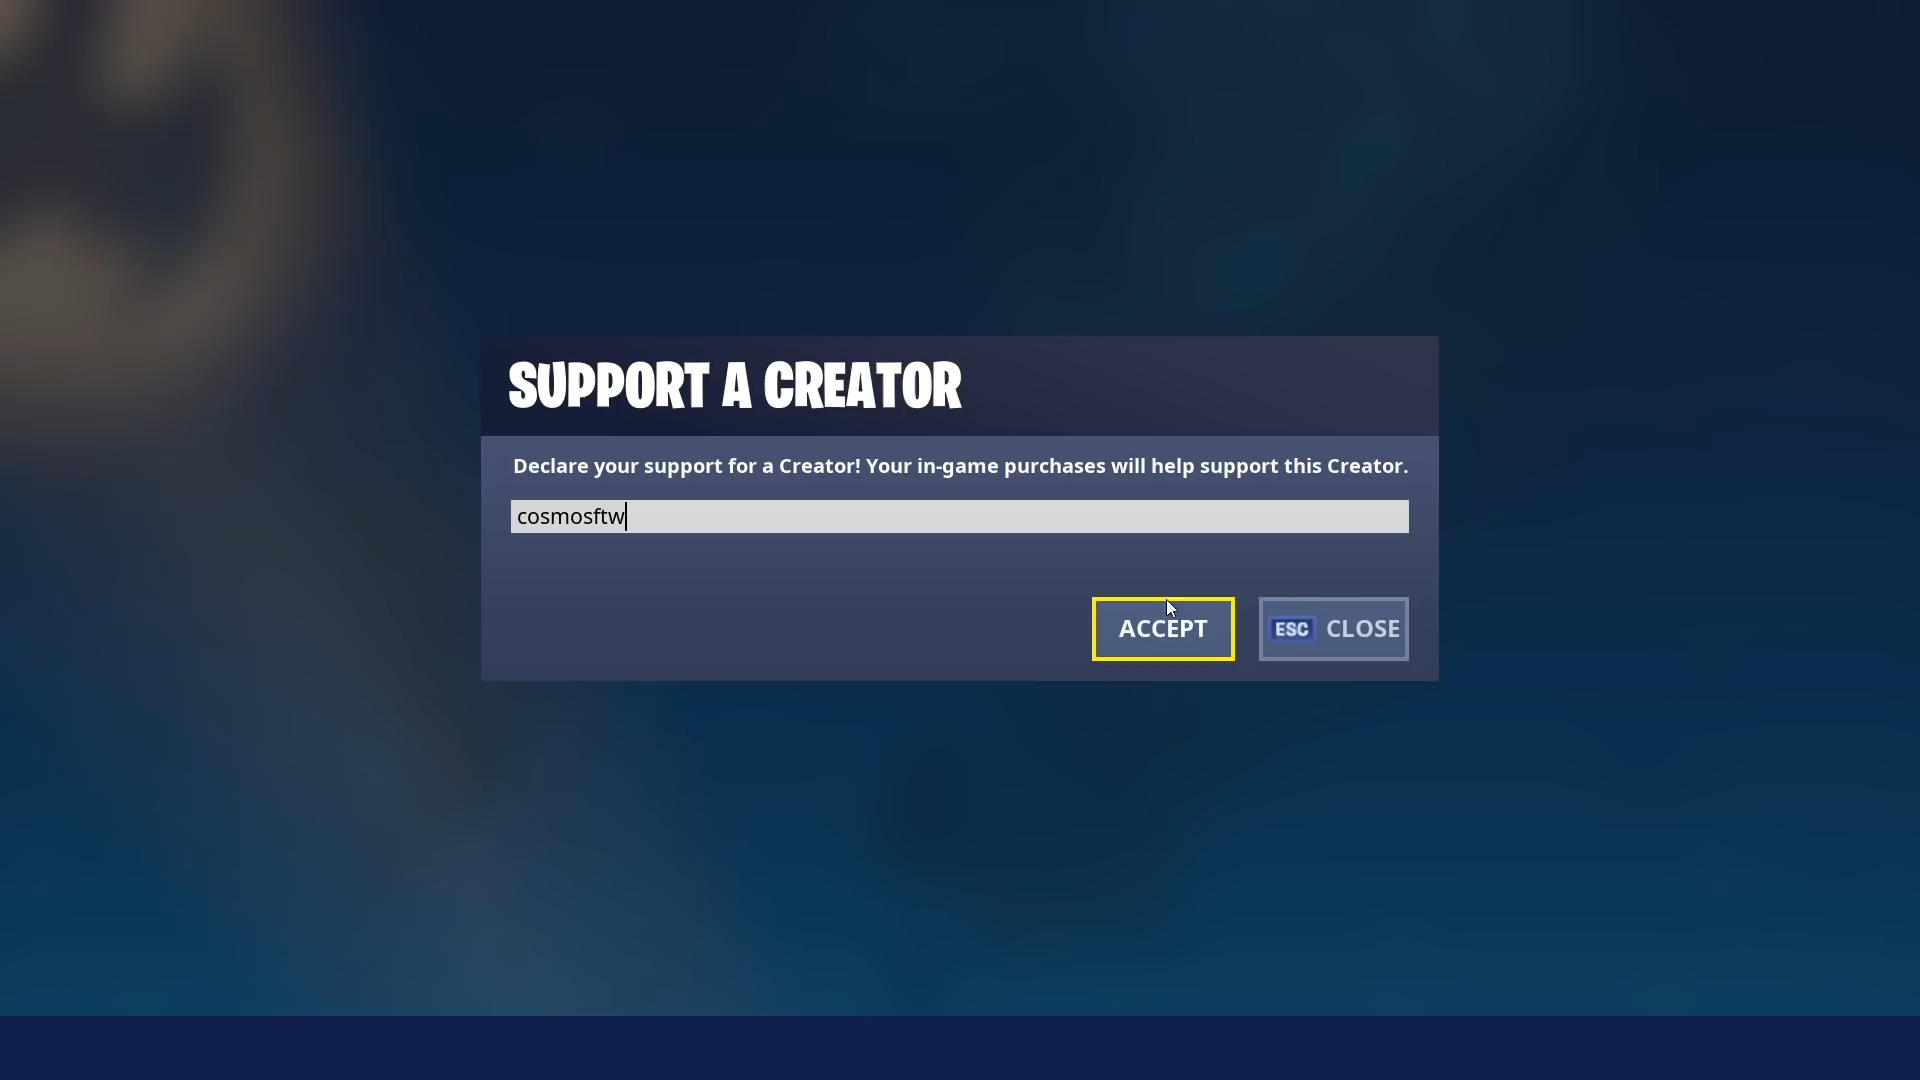 SUPPORT A CREATOR
Declare your support for a Creator! Your in-game purchases will help support this Creator.
cosmosftw
ACCEPT
ESC CLOSE